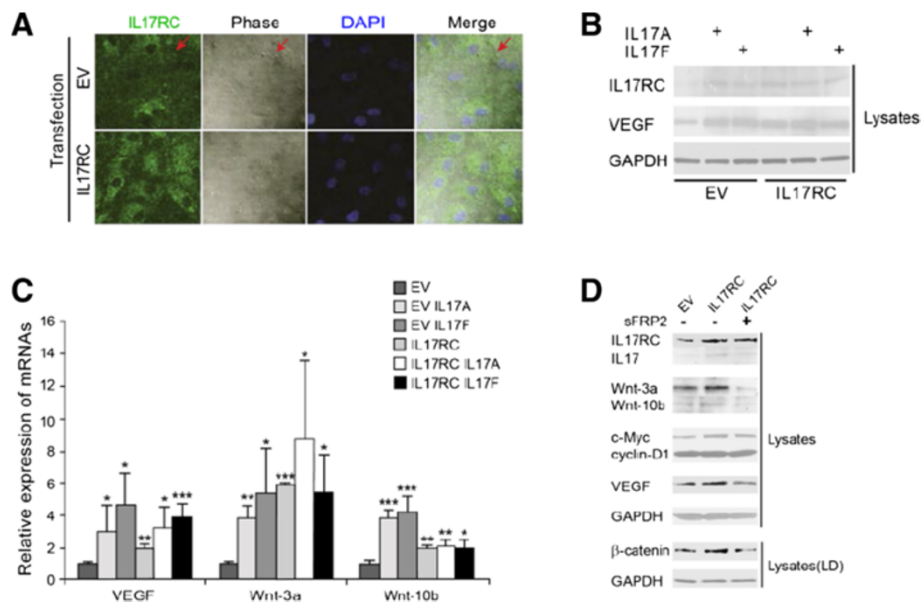 A
IL17RC Phase DAPI Merge
Transfection
EV
IL17RC
B
IL17A + +
IL17F + +
IL17RC
VEGF
GAPDH
Lysates
EV IL17RC
C
Relative expression of mRNAs
16
14
12
10
8
6
4
2
0
EV
EV IL17A
EV IL17F
IL17RC
IL17RC IL17A
IL17RC IL17F
* * ** * ***
** * *** * *
*** *** ** ** *
VEGF Wnt-3a Wnt-10b
D
EV IL17RC IL17RC
sFRP2 - - +
IL17RC
IL17
Wnt-3a
Wnt-10b
c-Myc
cyclin-D1
VEGF
GAPDH
Lysates
β-catenin
GAPDH
Lysates(LD)